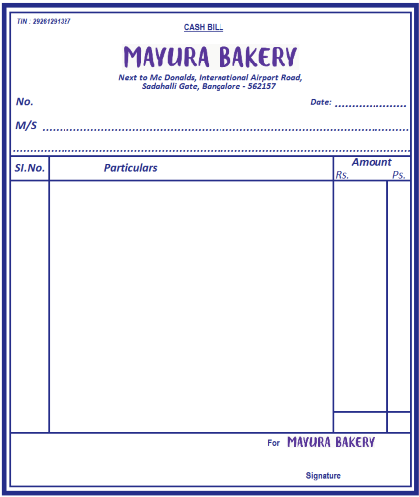 TIN : 29261291337
CASH BILL
MAYURA BAKERY
Next to Mc Donalds, International Airport Road,
Sadahalli Gate, Bangalore - 562157
No. Date: ........................
M/S ................................................................
................................................................
Sl.No. Particulars Amount
Rs. Ps.
For MAYURA BAKERY
Signature